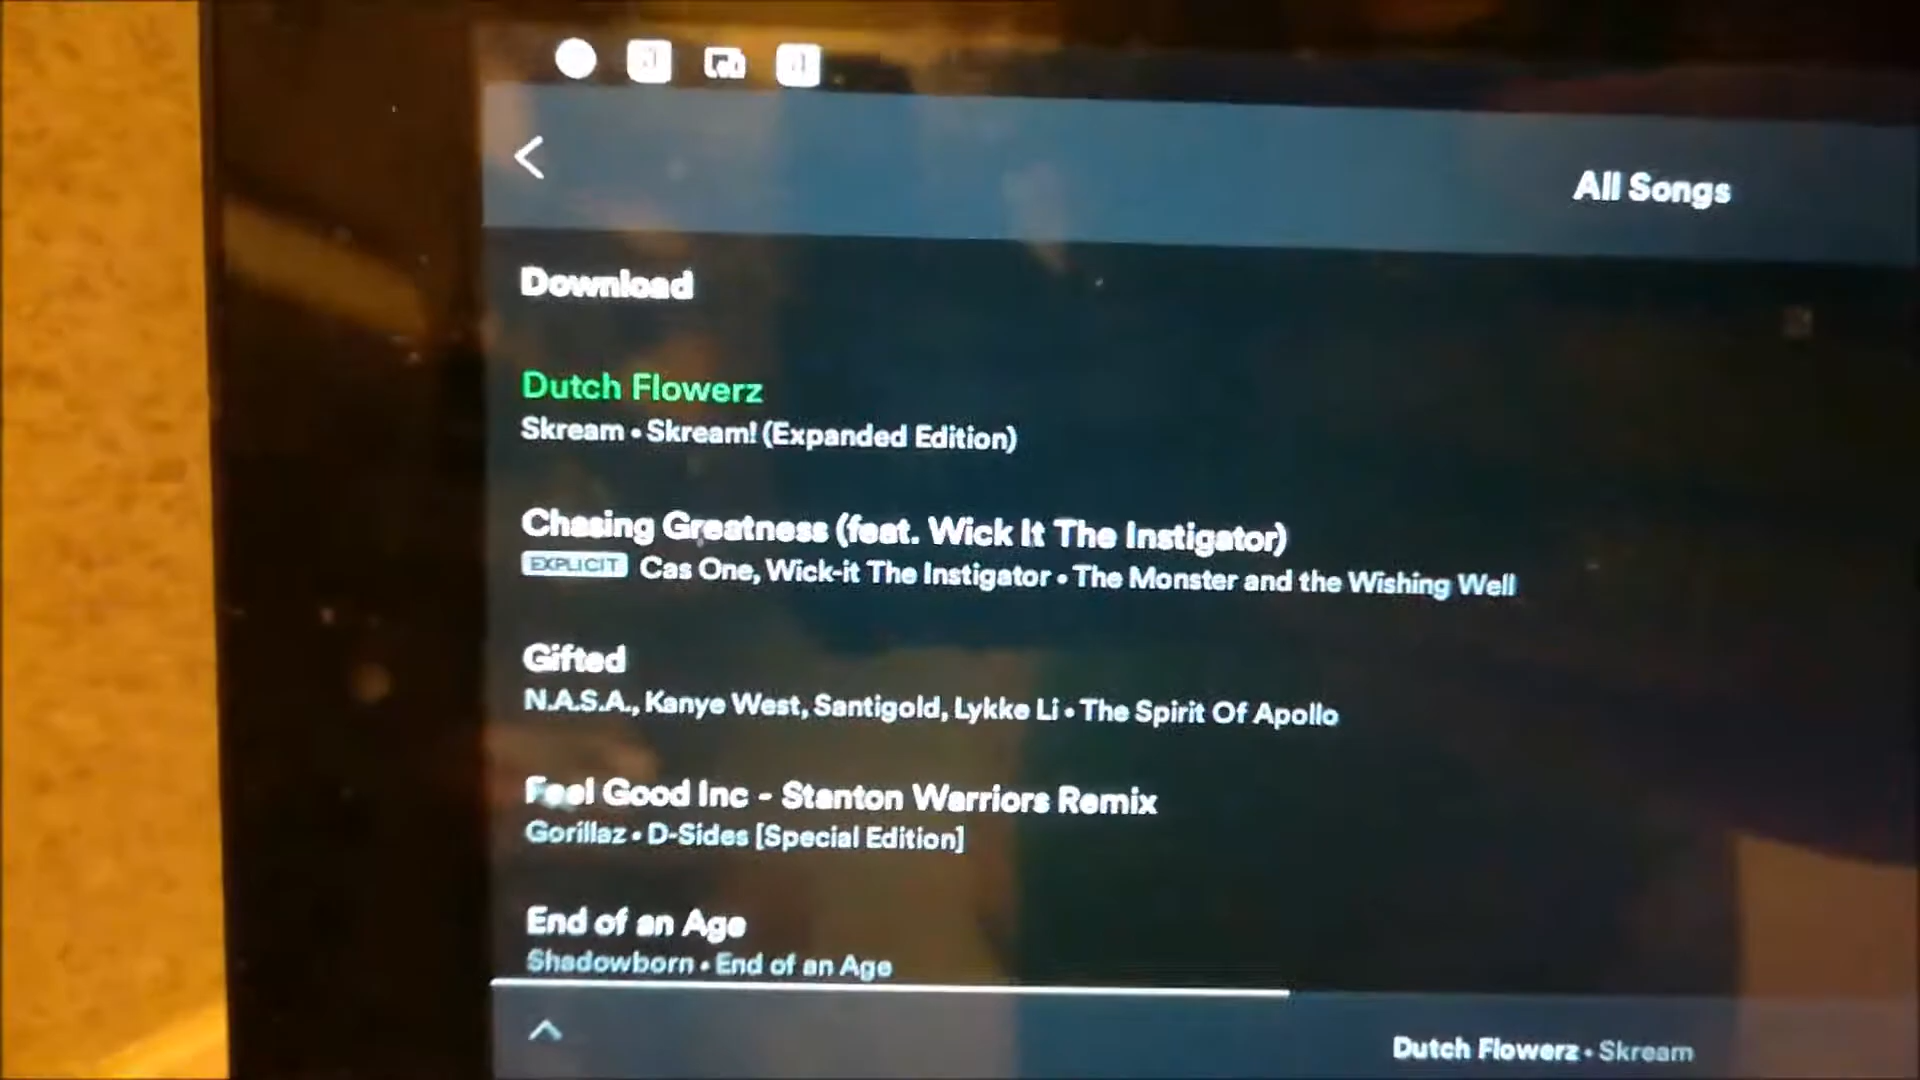 All Songs
Download
Dutch Flowerz
Skream • Skream! (Expanded Edition)
Chasing Greatness (feat. Wick It The Instigator)
EXPLICIT Cas One, Wick-it The Instigator • The Monster and the Wishing Well
Gifted
N.A.S.A., Kanye West, Santigold, Lykke Li • The Spirit Of Apollo
Feel Good Inc - Stanton Warriors Remix
Gorillaz • D-Sides [Special Edition]
End of an Age
Shadowborn • End of an Age
Dutch Flowerz • Skream